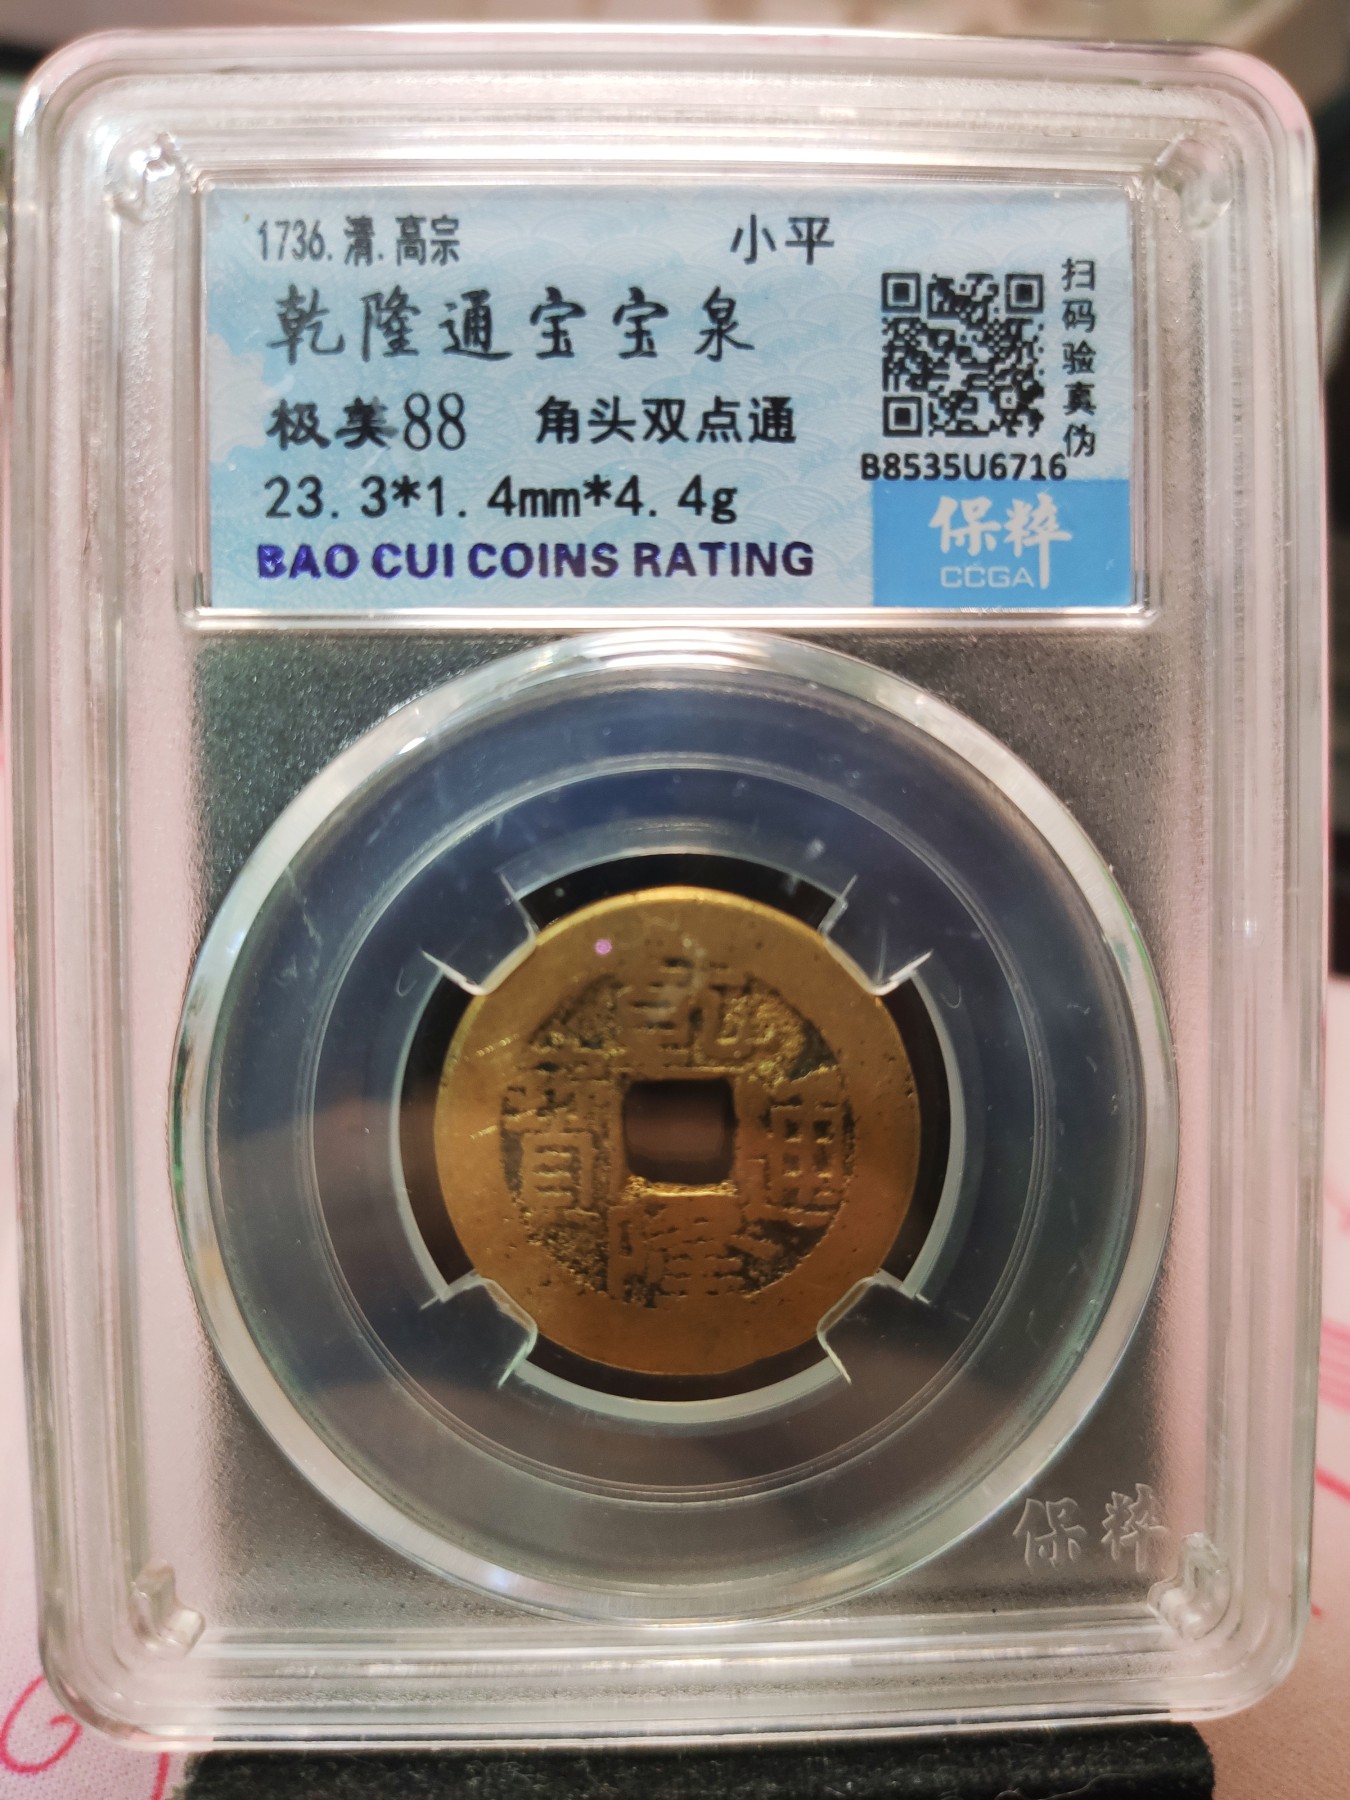 1736.清.高宗 小平
乾隆通宝宝泉
极美88 角头双点通
23.3*1.4mm*4.4g
BAO CUI COINS RATING
扫码验真伪
B8535U6716
保粹
CCGA
乾隆通寶
保粹